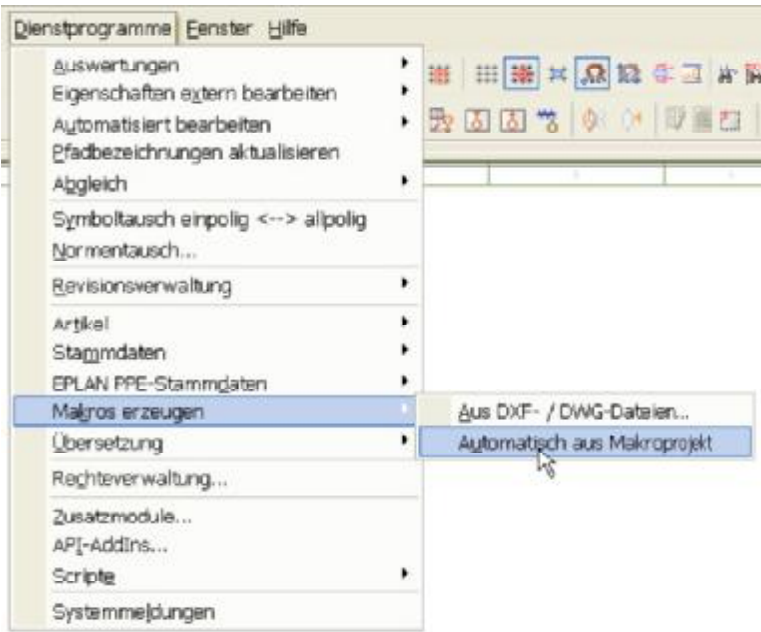 Dienstprogramme Fenster Hilfe
Auswertungen
Eigenschaften extern bearbeiten
Automatisiert bearbeiten
Pfadbezeichnungen aktualisieren
Abgleich
Symboltausch einpolig <--> allpolig
Normentausch...
Revisionsverwaltung
Artikel
Stammdaten
EPLAN PPE-Stammdaten
Makros erzeugen
Aus DXF- / DWG-Dateien...
Übersetzung
Automatisch aus Makroprojekt
Rechteverwaltung...
Zusatzmodule...
API-AddIns...
Scripte
Systemmeldungen